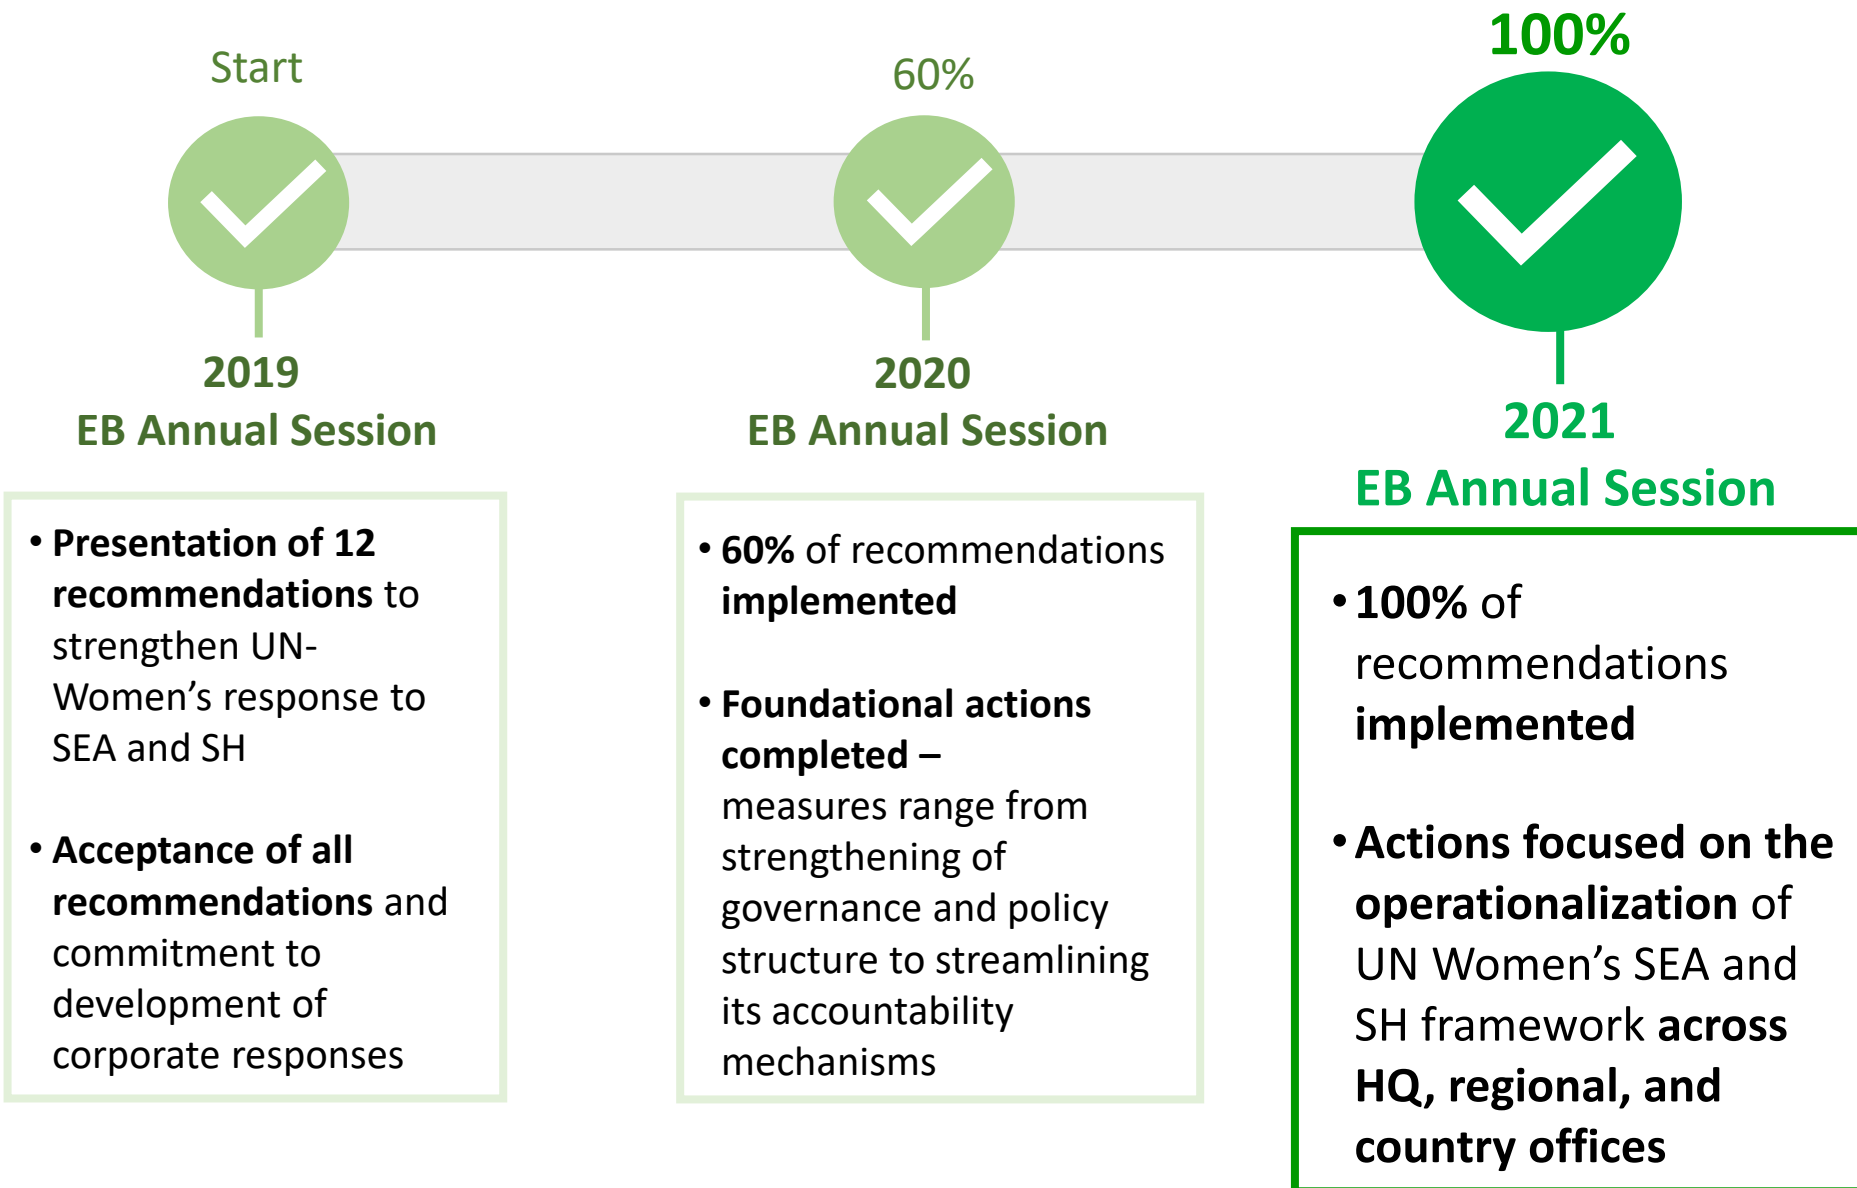 Start
2019
EB Annual Session
• Presentation of 12
recommendations to
strengthen UN-
Women’s response to
SEA and SH
• Acceptance of all
recommendations and
commitment to
development of
corporate responses
60%
2020
EB Annual Session
• 60% of recommendations
implemented
• Foundational actions
completed –
measures range from
strengthening of
governance and policy
structure to streamlining
its accountability
mechanisms
100%
2021
EB Annual Session
• 100% of
recommendations
implemented
• Actions focused on the
operationalization of
UN Women’s SEA and
SH framework across
HQ, regional, and
country offices